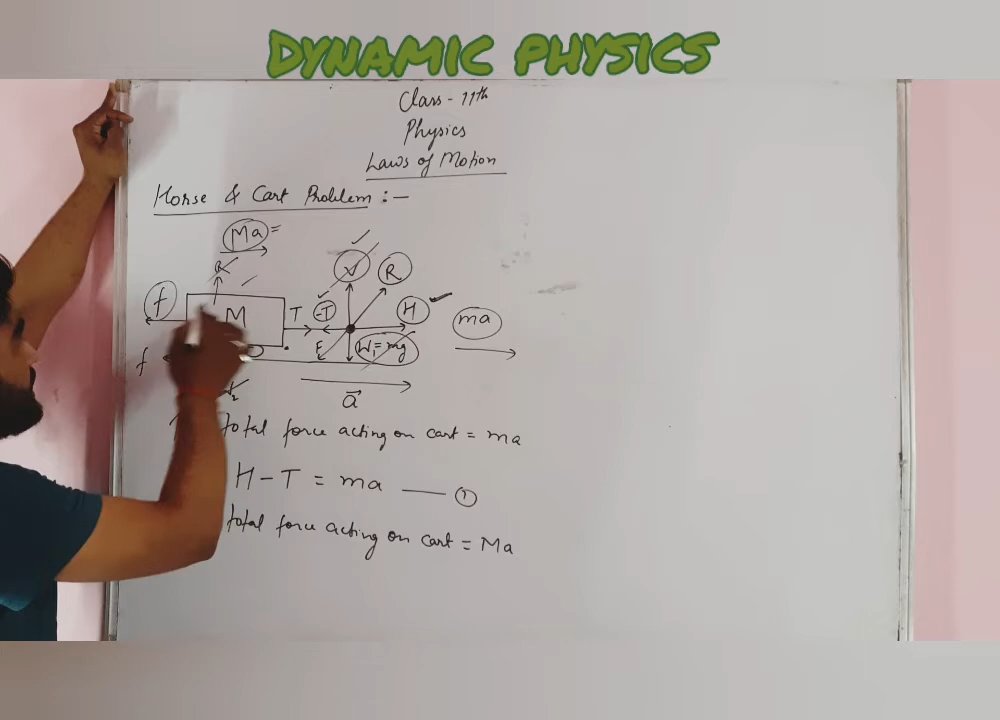 DYNAMIC PHYSICS
Class - 11th
Physics
Laws of Motion
Horse & Cart Problem :-
Ma =
R
V R
f M T -T H ma
F W₁ = mg
f
a
total force acting on cart = ma
H - T = ma —— ①
total force acting on cart = Ma